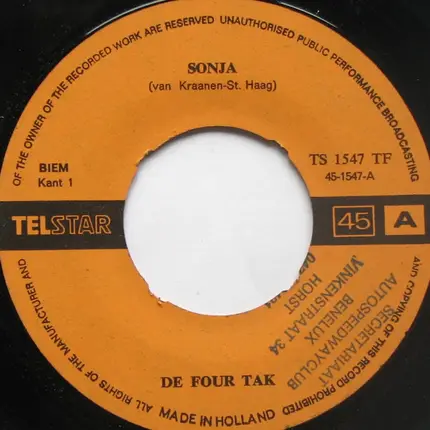 ALL RIGHTS OF THE MANUFACTURER AND OF THE OWNER OF THE RECORDED WORK ARE RESERVED UNAUTHORISED PUBLIC PERFORMANCE BROADCASTING AND COPYING OF THIS RECORD PROHIBITED
SONJA
(van Kraanen-St. Haag)
BIEM
Kant 1
TS 1547 TF
45-1547-A
TELSTAR
45 A
SECRETARIAAT
AUTOSPEEDWAYCLUB
BENELUX
VINKENSTRAAT 34
HORST
DE FOUR TAK
MADE IN HOLLAND